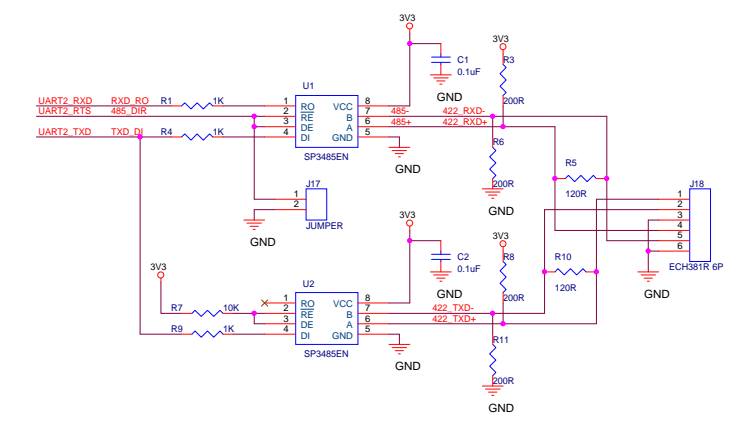 3V3
3V3
C1
0.1uF
GND
R3
200R
U1
UART2_RXD RXD_RO R1 1K 1 RO VCC 8 485- 422_RXD-
UART2_RTS 485_DIR 2 RE B 7
3 DE A 6 485+ 422_RXD+
UART2_TXD TXD_DI R4 1K 4 DI GND 5
SP3485EN
GND
R6
200R
GND
R5
120R
J17
1
2
JUMPER
GND
J18
1
2
3
4
5
6
ECH381R 6P
GND
3V3
3V3
C2
0.1uF
GND
R8
200R
R10
120R
3V3
U2
1 RO VCC 8
R7 10K 2 RE B 7 422_TXD-
3 DE A 6 422_TXD+
R9 1K 4 DI GND 5
SP3485EN
GND
R11
200R
GND